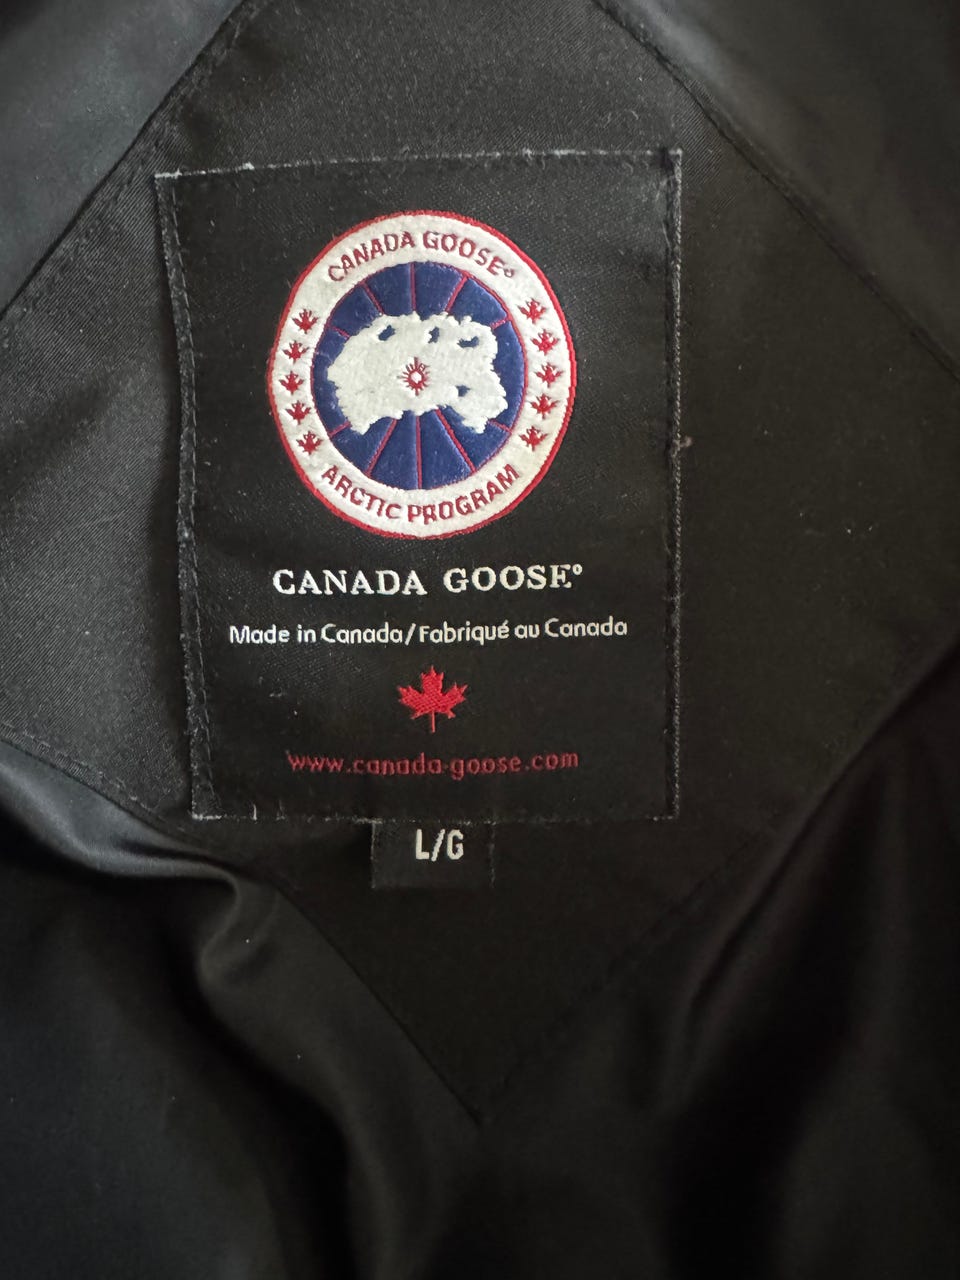 CANADA GOOSE®
ARCTIC PROGRAM
CANADA GOOSE®
Made in Canada/Fabriqué au Canada
www.canada-goose.com
L/G